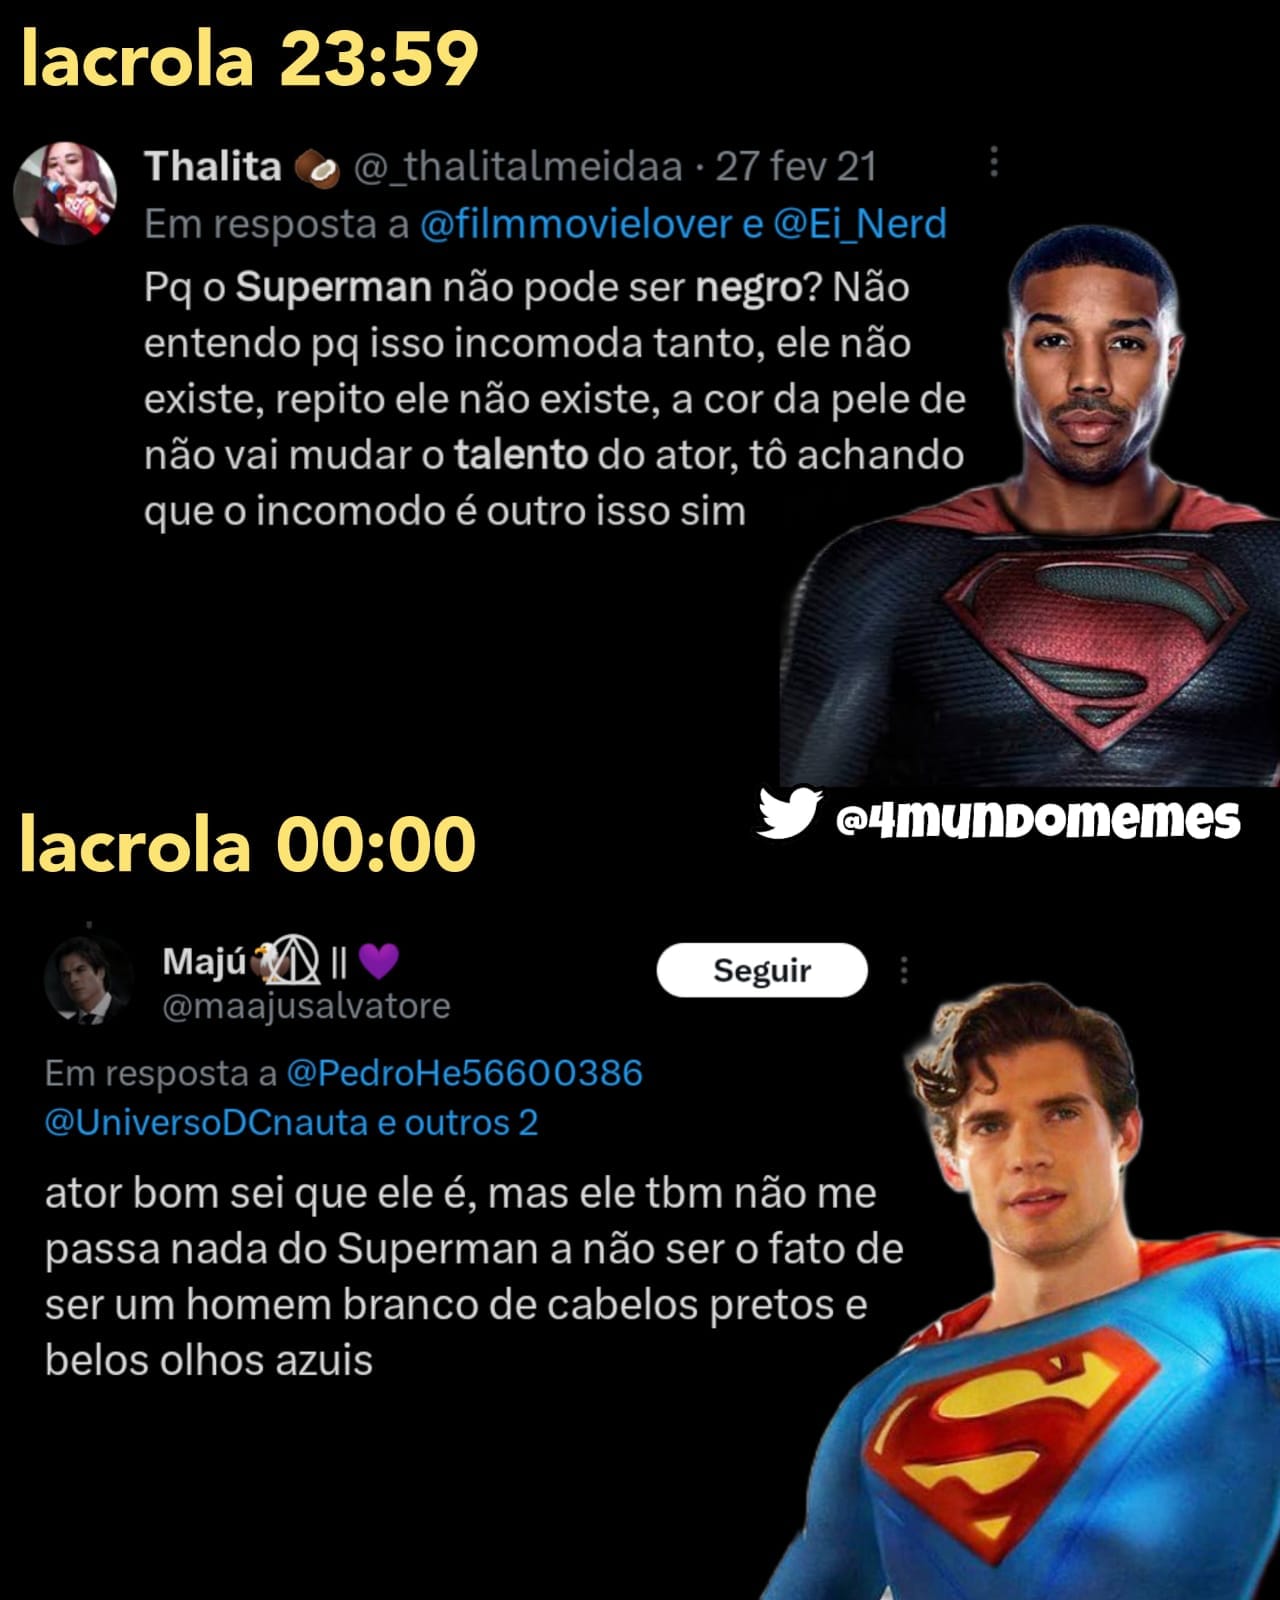 lacrola 23:59
Thalita 🥥 @_thalitalmeidaa · 27 fev 21
Em resposta a @filmmovielover e @Ei_Nerd
Pq o Superman não pode ser negro? Não
entendo pq isso incomoda tanto, ele não
existe, repito ele não existe, a cor da pele de
não vai mudar o talento do ator, tô achando
que o incomodo é outro isso sim
@4mundomemes
lacrola 00:00
Majú || 💜
Seguir
@maajusalvatore
Em resposta a @PedroHe56600386
@UniversoDCnauta e outros 2
ator bom sei que ele é, mas ele tbm não me
passa nada do Superman a não ser o fato de
ser um homem branco de cabelos pretos e
belos olhos azuis